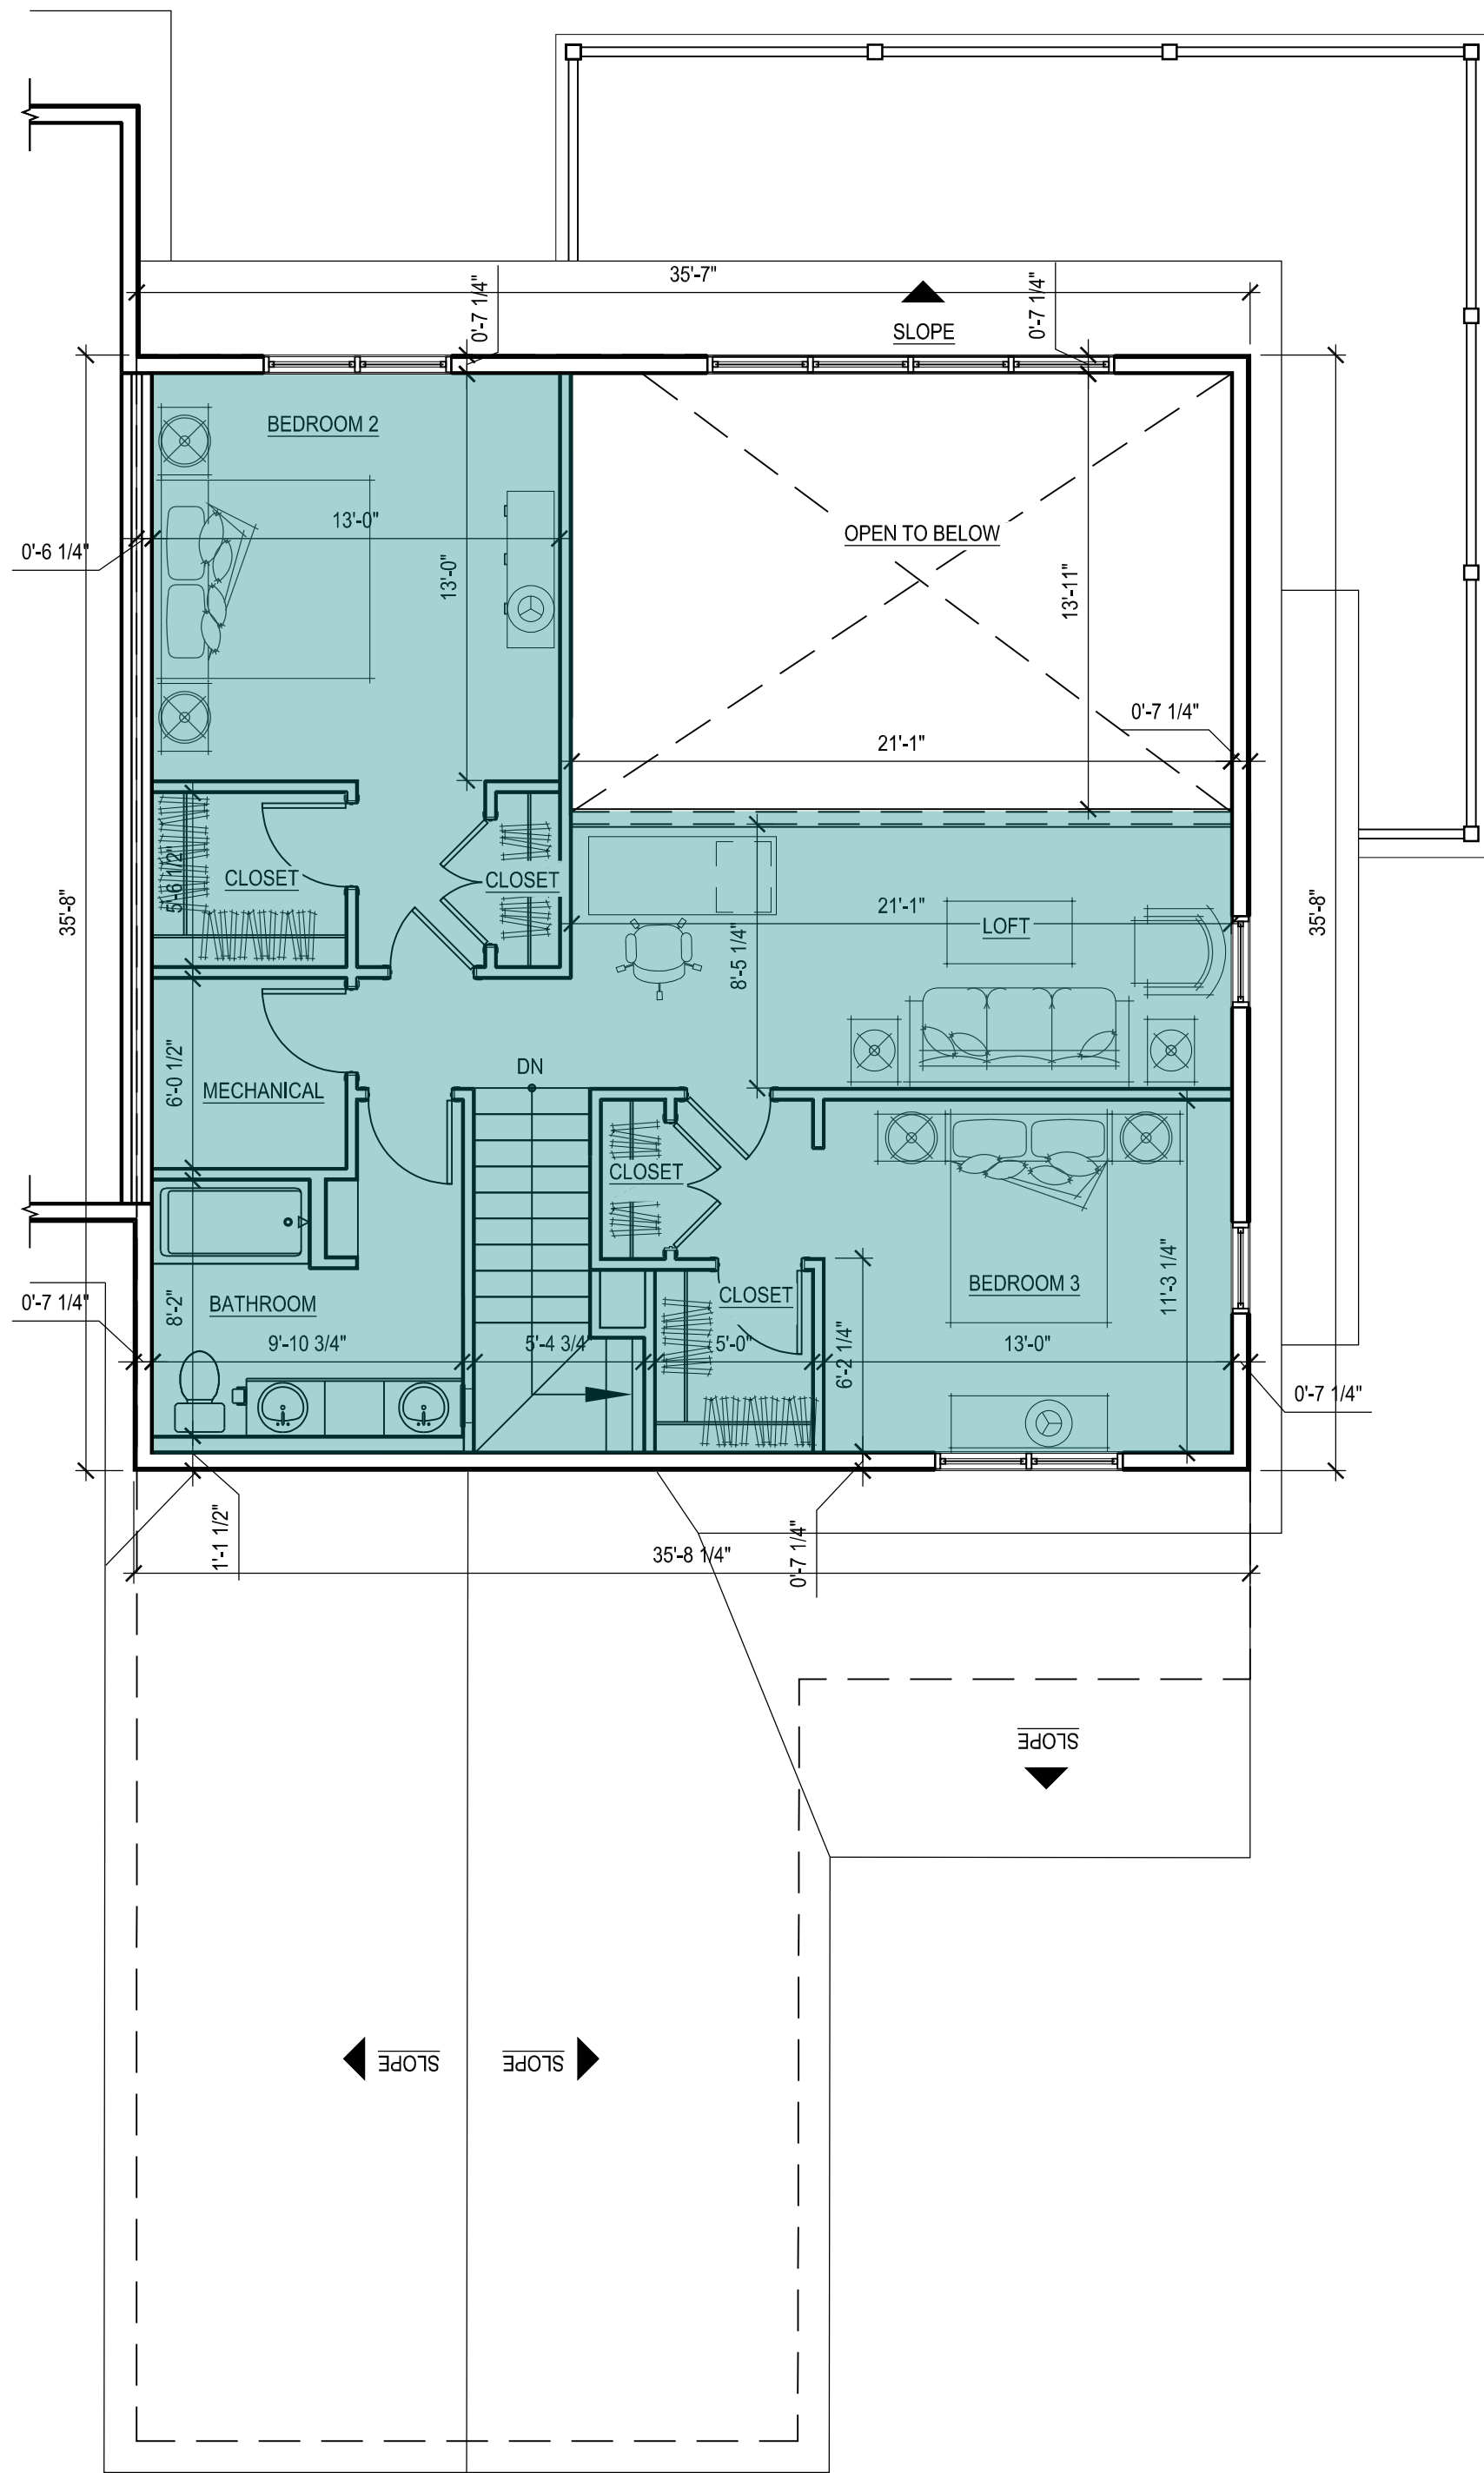 35'-7"
0'-7 1/4"
0'-7 1/4"
SLOPE
BEDROOM 2
13'-0"
OPEN TO BELOW
0'-6 1/4"
13'-0"
13'-11"
0'-7 1/4"
21'-1"
CLOSET
CLOSET
5'-6 1/2"
35'-8"
21'-1"
LOFT
35'-8"
8'-5 1/4"
DN
6'-0 1/2"
MECHANICAL
CLOSET
BEDROOM 3
11'-3 1/4"
CLOSET
0'-7 1/4"
8'-2"
BATHROOM
9'-10 3/4"
5'-4 3/4"
5'-0"
6'-2 1/4"
13'-0"
0'-7 1/4"
1'-1 1/2"
35'-8 1/4"
0'-7 1/4"
SLOPE
SLOPE
SLOPE